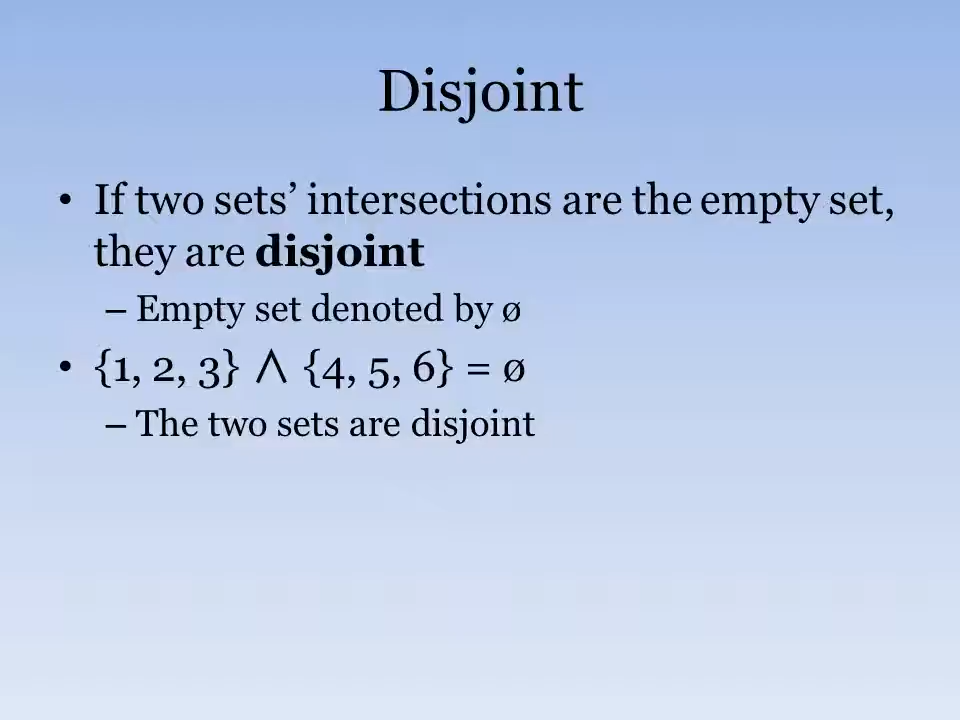 Disjoint
• If two sets’ intersections are the empty set,
they are disjoint
– Empty set denoted by ø
• {1, 2, 3} ⋀ {4, 5, 6} = ø
– The two sets are disjoint